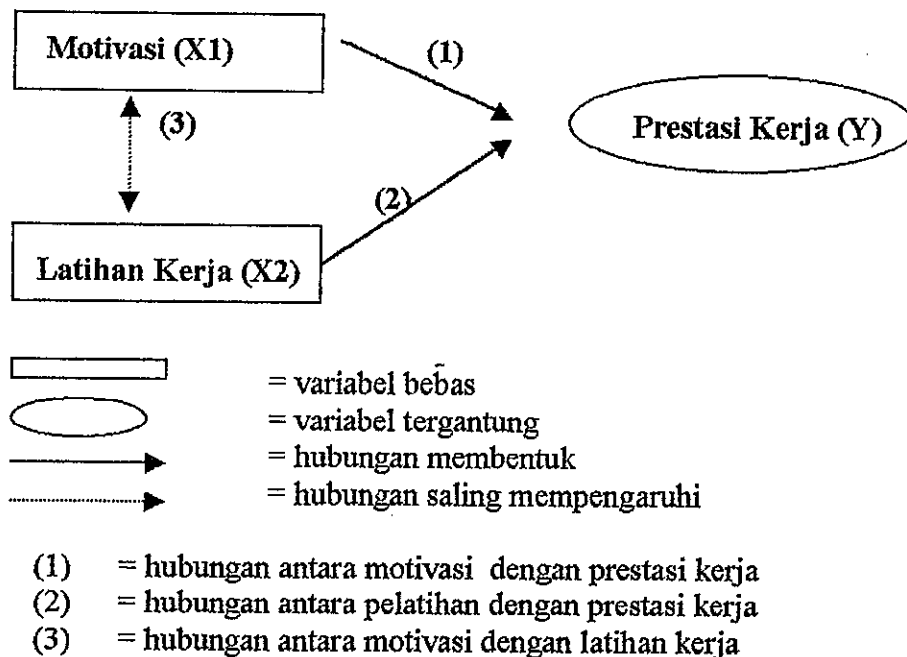 Motivasi (X1)
(1)
(3)
Prestasi Kerja (Y)
(2)
Latihan Kerja (X2)
= variabel bebas
= variabel tergantung
= hubungan membentuk
= hubungan saling mempengaruhi
(1) = hubungan antara motivasi dengan prestasi kerja
(2) = hubungan antara pelatihan dengan prestasi kerja
(3) = hubungan antara motivasi dengan latihan kerja